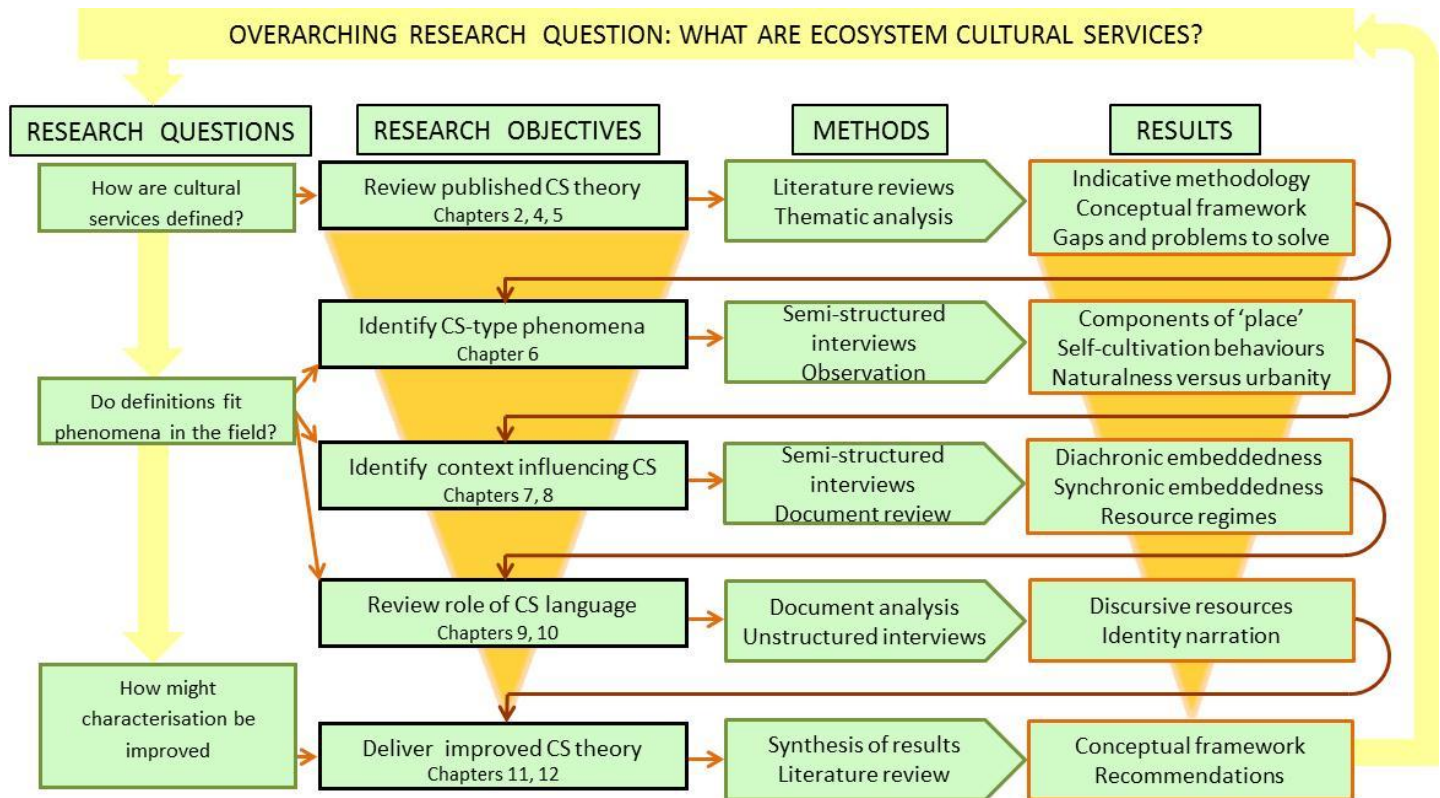 OVERARCHING RESEARCH QUESTION: WHAT ARE ECOSYSTEM CULTURAL SERVICES?
RESEARCH QUESTIONS
RESEARCH OBJECTIVES
METHODS
RESULTS
How are cultural
services defined?
Review published CS theory
Chapters 2, 4, 5
Literature reviews
Thematic analysis
Indicative methodology
Conceptual framework
Gaps and problems to solve
Do definitions fit
phenomena in the field?
Identify CS-type phenomena
Chapter 6
Semi-structured
interviews
Observation
Components of ‘place’
Self-cultivation behaviours
Naturalness versus urbanity
Identify context influencing CS
Chapters 7, 8
Semi-structured
interviews
Document review
Diachronic embeddedness
Synchronic embeddedness
Resource regimes
Review role of CS language
Chapters 9, 10
Document analysis
Unstructured interviews
Discursive resources
Identity narration
How might
characterisation be
improved
Deliver improved CS theory
Chapters 11, 12
Synthesis of results
Literature review
Conceptual framework
Recommendations